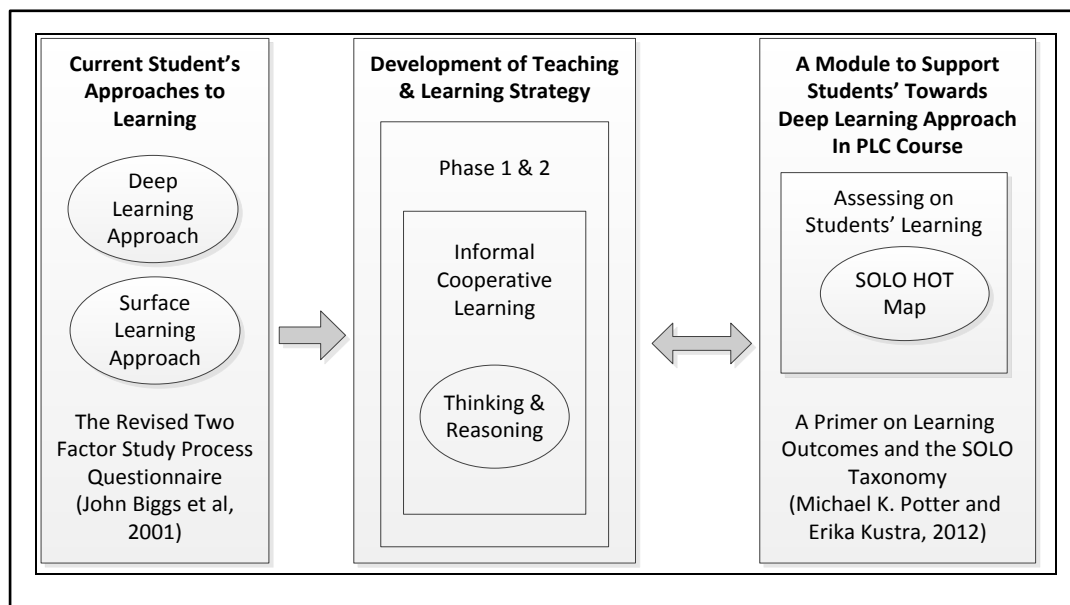 Current Student’s
Approaches to
Learning
Deep
Learning
Approach
Surface
Learning
Approach
The Revised Two
Factor Study Process
Questionnaire
(John Biggs et al,
2001)
Development of Teaching
& Learning Strategy
Phase 1 & 2
Informal
Cooperative
Learning
Thinking &
Reasoning
A Module to Support
Students’ Towards
Deep Learning Approach
In PLC Course
Assessing on
Students’ Learning
SOLO HOT
Map
A Primer on Learning
Outcomes and the SOLO
Taxonomy
(Michael K. Potter and
Erika Kustra, 2012)